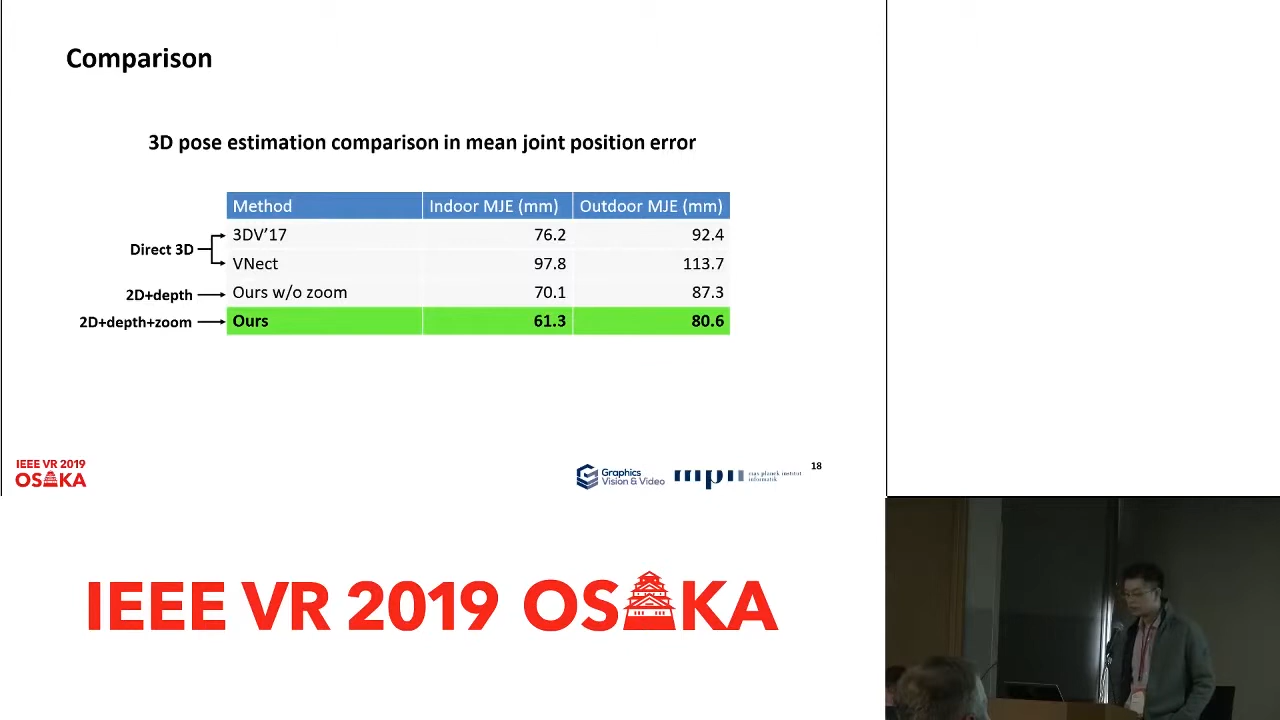 Comparison
3D pose estimation comparison in mean joint position error
Method Indoor MJE (mm) Outdoor MJE (mm)
3DV'17 76.2 92.4
Direct 3D
VNect 97.8 113.7
2D+depth Ours w/o zoom 70.1 87.3
2D+depth+zoom Ours 61.3 80.6
IEEE VR 2019
OSAKA
Graphics
Vision & Video
mpii
max planck institut
informatik
18
IEEE VR 2019 OSAKA